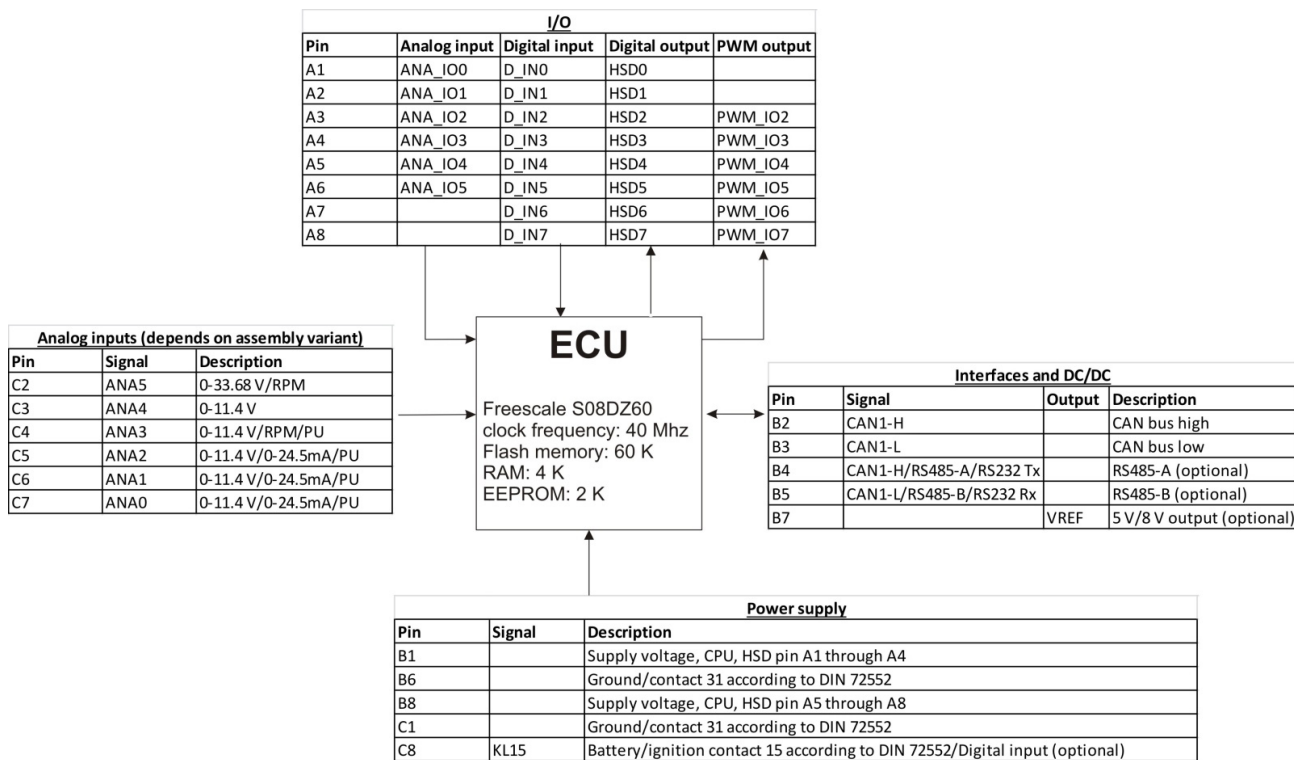 I/O
Pin Analog input Digital input Digital output PWM output
A1 ANA_IO0 D_IN0 HSD0
A2 ANA_IO1 D_IN1 HSD1
A3 ANA_IO2 D_IN2 HSD2 PWM_IO2
A4 ANA_IO3 D_IN3 HSD3 PWM_IO3
A5 ANA_IO4 D_IN4 HSD4 PWM_IO4
A6 ANA_IO5 D_IN5 HSD5 PWM_IO5
A7 D_IN6 HSD6 PWM_IO6
A8 D_IN7 HSD7 PWM_IO7
Analog inputs (depends on assembly variant)
Pin Signal Description
C2 ANA5 0-33.68 V/RPM
C3 ANA4 0-11.4 V
C4 ANA3 0-11.4 V/RPM/PU
C5 ANA2 0-11.4 V/0-24.5mA/PU
C6 ANA1 0-11.4 V/0-24.5mA/PU
C7 ANA0 0-11.4 V/0-24.5mA/PU
ECU
Freescale S08DZ60
clock frequency: 40 Mhz
Flash memory: 60 K
RAM: 4 K
EEPROM: 2 K
Interfaces and DC/DC
Pin Signal Output Description
B2 CAN1-H CAN bus high
B3 CAN1-L CAN bus low
B4 CAN1-H/RS485-A/RS232 Tx RS485-A (optional)
B5 CAN1-L/RS485-B/RS232 Rx RS485-B (optional)
B7 VREF 5 V/8 V output (optional)
Power supply
Pin Signal Description
B1 Supply voltage, CPU, HSD pin A1 through A4
B6 Ground/contact 31 according to DIN 72552
B8 Supply voltage, CPU, HSD pin A5 through A8
C1 Ground/contact 31 according to DIN 72552
C8 KL15 Battery/ignition contact 15 according to DIN 72552/Digital input (optional)